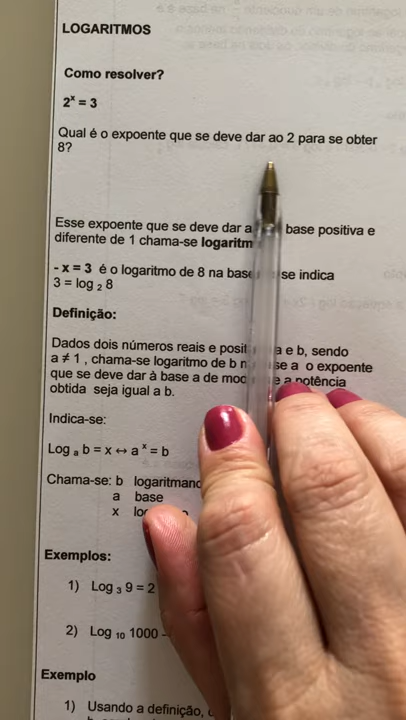 LOGARITMOS
Como resolver?
2ˣ = 3
Qual é o expoente que se deve dar ao 2 para se obter
8?
Esse expoente que se deve dar a base positiva e
diferente de 1 chama-se logaritm
- x = 3 é o logaritmo de 8 na base se indica
3 = log ₂ 8
Definição:
Dados dois números reais e posit a e b, sendo
a ≠ 1 , chama-se logaritmo de b n se a o expoente
que se deve dar à base a de mod e a potência
obtida seja igual a b.
Indica-se:
Log ₐ b = x ↔ a ˣ = b
Chama-se: b logaritmand
a base
x lo
Exemplos:
1) Log ₃ 9 = 2
2) Log ₁₀ 1000
Exemplo
1) Usando a definição,